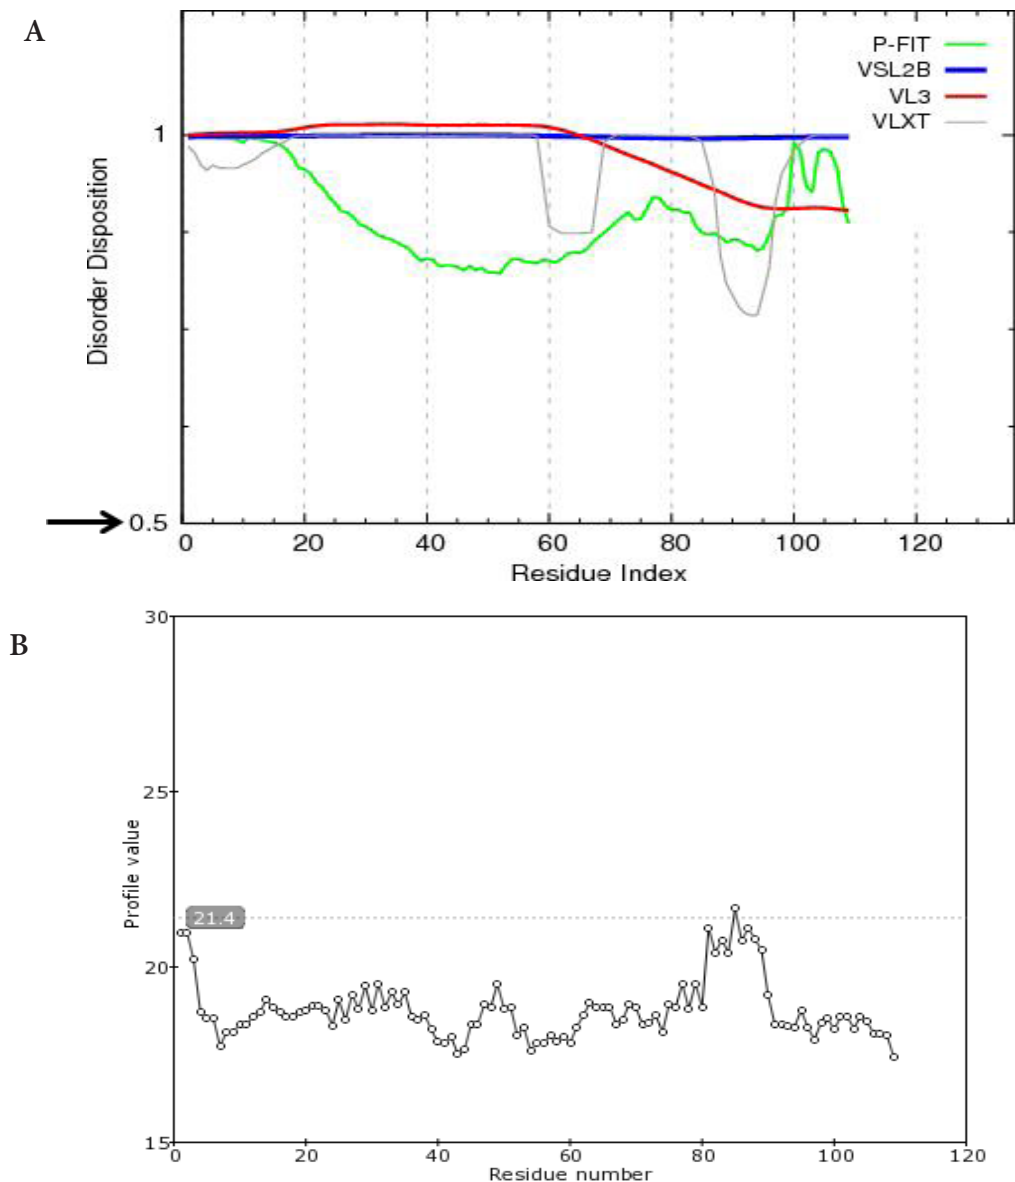 A
P-FIT
VSL2B
VL3
VLXT
1
Disorder Disposition
0.5
0 20 40 60 80 100 120
Residue Index
B
30
25
Profile value
21.4
20
15
0 20 40 60 80 100 120
Residue number